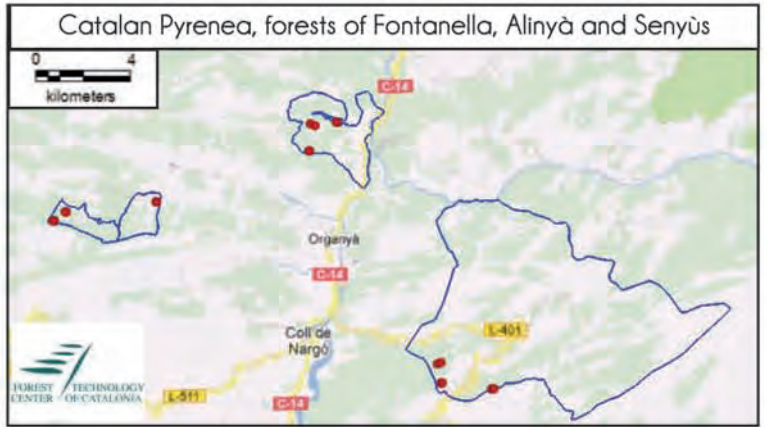 Catalan Pyrenea, forests of Fontanella, Alinyà and Senyùs
0 4
kilometers
C-14
Organyà
C-14
Coll de
Nargó
L-401
FOREST TECHNOLOGY
CENTER OF CATALONIA
L-511
C-14